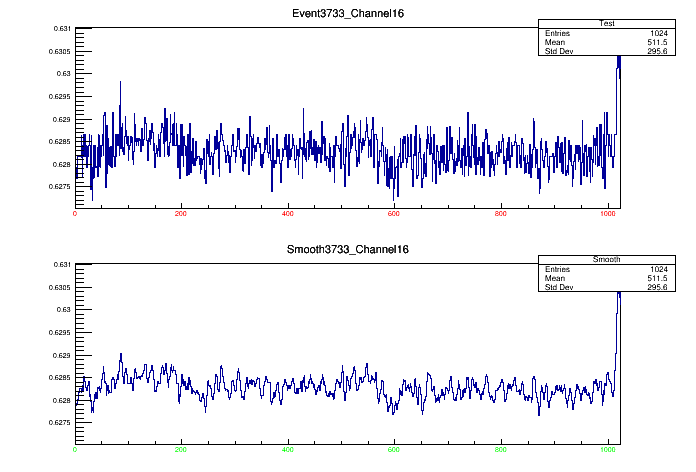 Event3733_Channel16
Test
Entries 1024
Mean 511.5
Std Dev 295.6
0.631
0.6305
0.63
0.6295
0.629
0.6285
0.628
0.6275
0 200 400 600 800 1000
Smooth3733_Channel16
Smooth
Entries 1024
Mean 511.5
Std Dev 295.6
0.631
0.6305
0.63
0.6295
0.629
0.6285
0.628
0.6275
0 200 400 600 800 1000